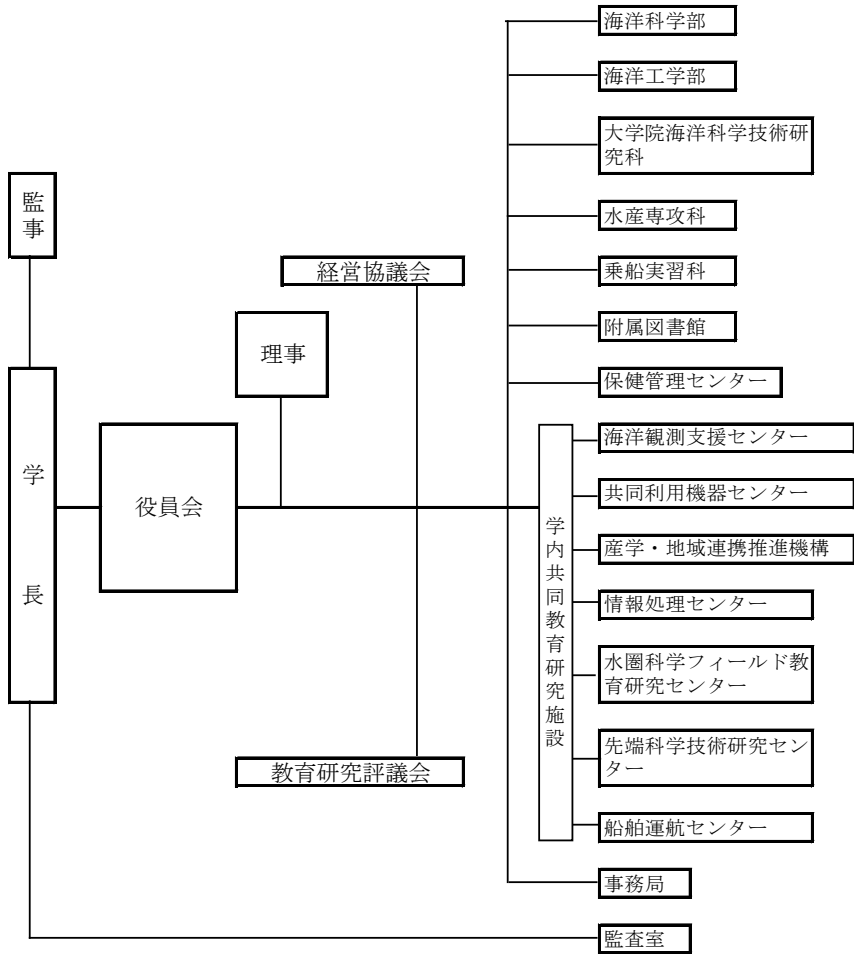 監事
学長
役員会
理事
経営協議会
教育研究評議会
海洋科学部
海洋工学部
大学院海洋科学技術研
究科
水産専攻科
乗船実習科
附属図書館
保健管理センター
学内共同教育研究施設
海洋観測支援センター
共同利用機器センター
産学・地域連携推進機構
情報処理センター
水圏科学フィールド教
育研究センター
先端科学技術研究セン
ター
船舶運航センター
事務局
監査室